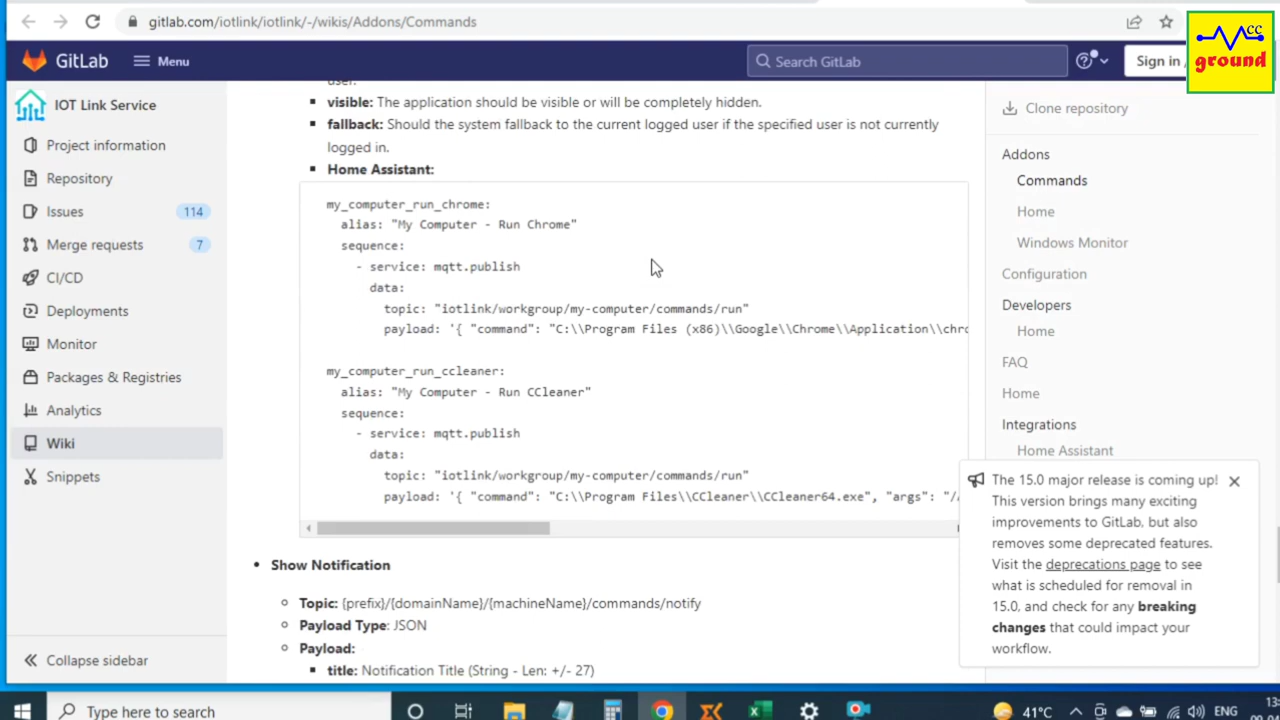 gitlab.com/iotlink/iotlink/-/wikis/Addons/Commands
cc
ground
GitLab
Menu
Search GitLab
Sign in
IOT Link Service
Project information
Repository
Issues 114
Merge requests 7
CI/CD
Deployments
Monitor
Packages & Registries
Analytics
Wiki
Snippets
Collapse sidebar
user.
visible: The application should be visible or will be completely hidden.
fallback: Should the system fallback to the current logged user if the specified user is not currently
logged in.
Home Assistant:
my_computer_run_chrome:
alias: "My Computer - Run Chrome"
sequence:
- service: mqtt.publish
data:
topic: "iotlink/workgroup/my-computer/commands/run"
payload: '{ "command": "C:\\Program Files (x86)\\Google\\Chrome\\Application\\chro
my_computer_run_ccleaner:
alias: "My Computer - Run CCleaner"
sequence:
- service: mqtt.publish
data:
topic: "iotlink/workgroup/my-computer/commands/run"
payload: '{ "command": "C:\\Program Files\\CCleaner\\CCleaner64.exe", "args": "/
Show Notification
Topic: {prefix}/{domainName}/{machineName}/commands/notify
Payload Type: JSON
Payload:
title: Notification Title (String - Len: +/- 27)
Clone repository
Addons
Commands
Home
Windows Monitor
Configuration
Developers
Home
FAQ
Home
Integrations
Home Assistant
The 15.0 major release is coming up!
This version brings many exciting
improvements to GitLab, but also
removes some deprecated features.
Visit the deprecations page to see
what is scheduled for removal in
15.0, and check for any breaking
changes that could impact your
workflow.
Type here to search
41°C
ENG
13: